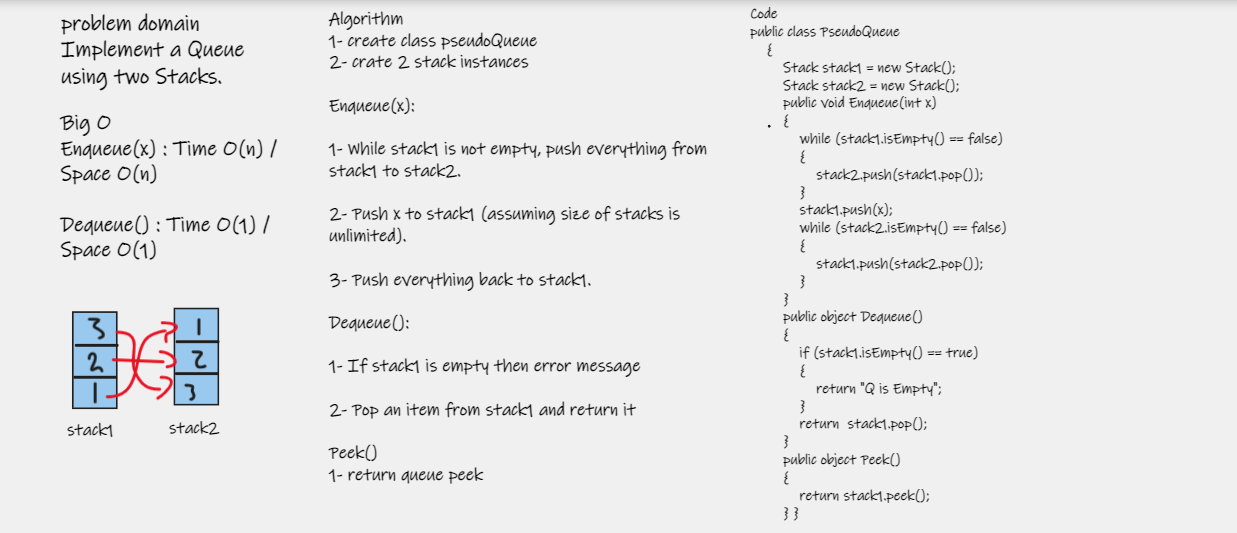 problem domain
Implement a Queue
using two Stacks.
Big O
Enqueue(x) : Time O(n) /
Space O(n)
Dequeue() : Time O(1) /
Space O(1)
3
2
1
stack1
1
2
3
stack2
Algorithm
1- create class pseudoQueue
2- crate 2 stack instances
Enqueue(x):
1- While stack1 is not empty, push everything from
stack1 to stack2.
2- Push x to stack1 (assuming size of stacks is
unlimited).
3- Push everything back to stack1.
Dequeue():
1- If stack1 is empty then error message
2- Pop an item from stack1 and return it
Peek()
1- return queue peek
Code
public class PseudoQueue
{
Stack stack1 = new Stack();
Stack stack2 = new Stack();
public void Enqueue(int x)
. {
while (stack1.isEmpty() == false)
{
stack2.push(stack1.pop());
}
stack1.push(x);
while (stack2.isEmpty() == false)
{
stack1.push(stack2.pop());
}
}
public object Dequeue()
{
if (stack1.isEmpty() == true)
{
return "Q is Empty";
}
return stack1.pop();
}
public object Peek()
{
return stack1.peek();
} }